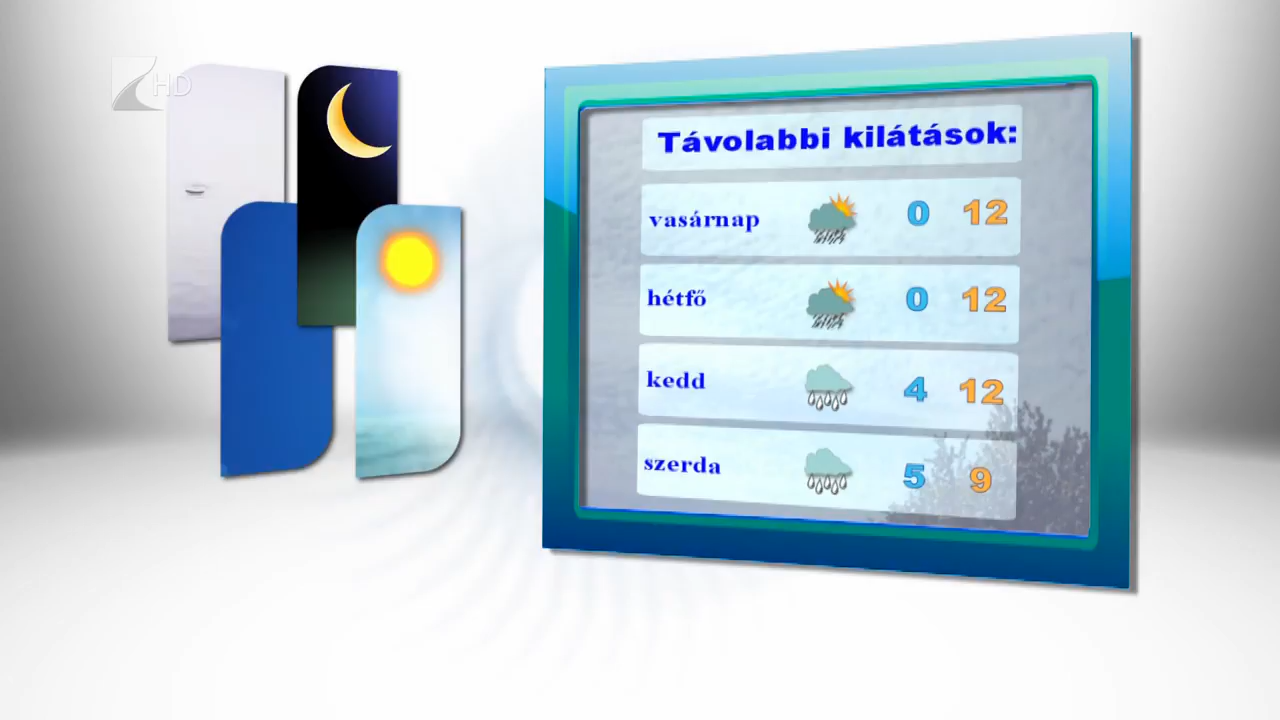 HD
Távolabbi kilátások:
vasárnap 0 12
hétfő 0 12
kedd 4 12
szerda 5 9